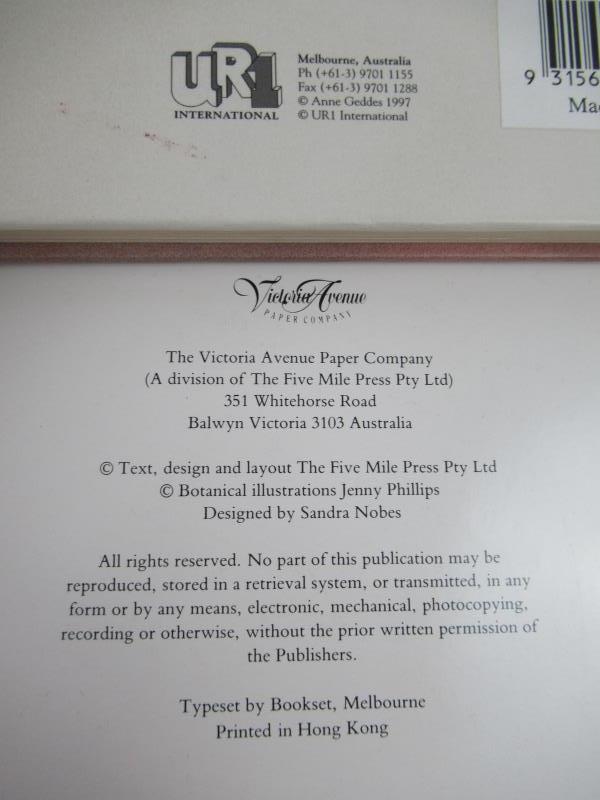 UR1
INTERNATIONAL
Melbourne, Australia
Ph (+61-3) 9701 1155
Fax (+61-3) 9701 1288
© Anne Geddes 1997
© UR1 International
9 3156
Victoria Avenue
PAPER COMPANY
The Victoria Avenue Paper Company
(A division of The Five Mile Press Pty Ltd)
351 Whitehorse Road
Balwyn Victoria 3103 Australia
© Text, design and layout The Five Mile Press Pty Ltd
© Botanical illustrations Jenny Phillips
Designed by Sandra Nobes
All rights reserved. No part of this publication may be
reproduced, stored in a retrieval system, or transmitted, in any
form or by any means, electronic, mechanical, photocopying,
recording or otherwise, without the prior written permission of
the Publishers.
Typeset by Bookset, Melbourne
Printed in Hong Kong